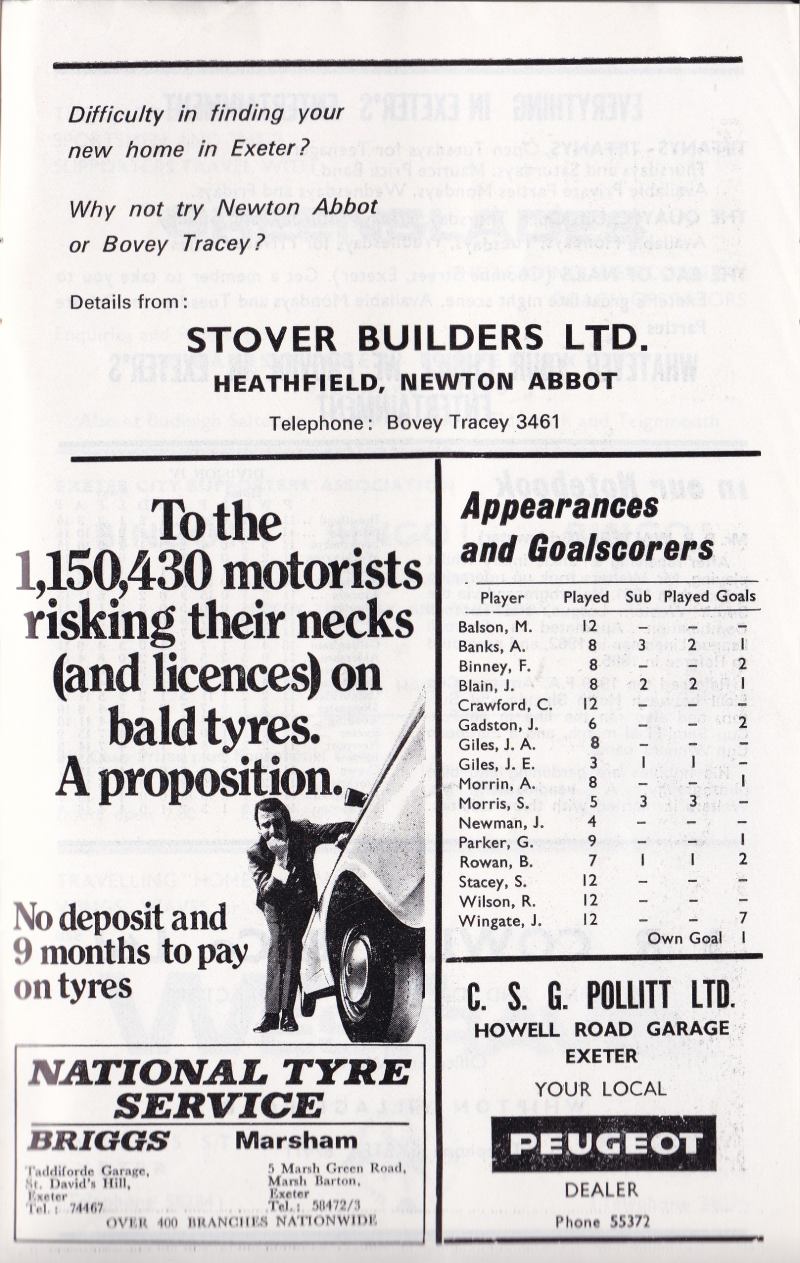 Difficulty in finding your
new home in Exeter?
Why not try Newton Abbot
or Bovey Tracey?
Details from:
STOVER BUILDERS LTD.
HEATHFIELD, NEWTON ABBOT
Telephone: Bovey Tracey 3461
To the
1,150,430 motorists
risking their necks
(and licences) on
bald tyres.
A proposition.
No deposit and
9 months to pay
on tyres
NATIONAL TYRE
SERVICE
BRIGGS Marsham
Taddiforde Garage,
St. David's Hill,
Exeter
Tel.: 74467
5 Marsh Green Road,
Marsh Barton,
Exeter
Tel.: 58472/3
OVER 400 BRANCHES NATIONWIDE
Appearances
and Goalscorers
Player Played Sub Played Goals
Balson, M. 12 – – –
Banks, A. 8 3 2 –
Binney, F. 8 – – 2
Blain, J. 8 2 2 1
Crawford, C. 12 – – –
Gadston, J. 6 – – 2
Giles, J. A. 8 – – –
Giles, J. E. 3 1 1 –
Morrin, A. 8 – – 1
Morris, S. 5 3 3 –
Newman, J. 4 – – –
Parker, G. 9 – – 1
Rowan, B. 7 1 1 2
Stacey, S. 12 – – –
Wilson, R. 12 – – –
Wingate, J. 12 – – 7
Own Goal 1
C. S. G. POLLITT LTD.
HOWELL ROAD GARAGE
EXETER
YOUR LOCAL
PEUGEOT
DEALER
Phone 55372